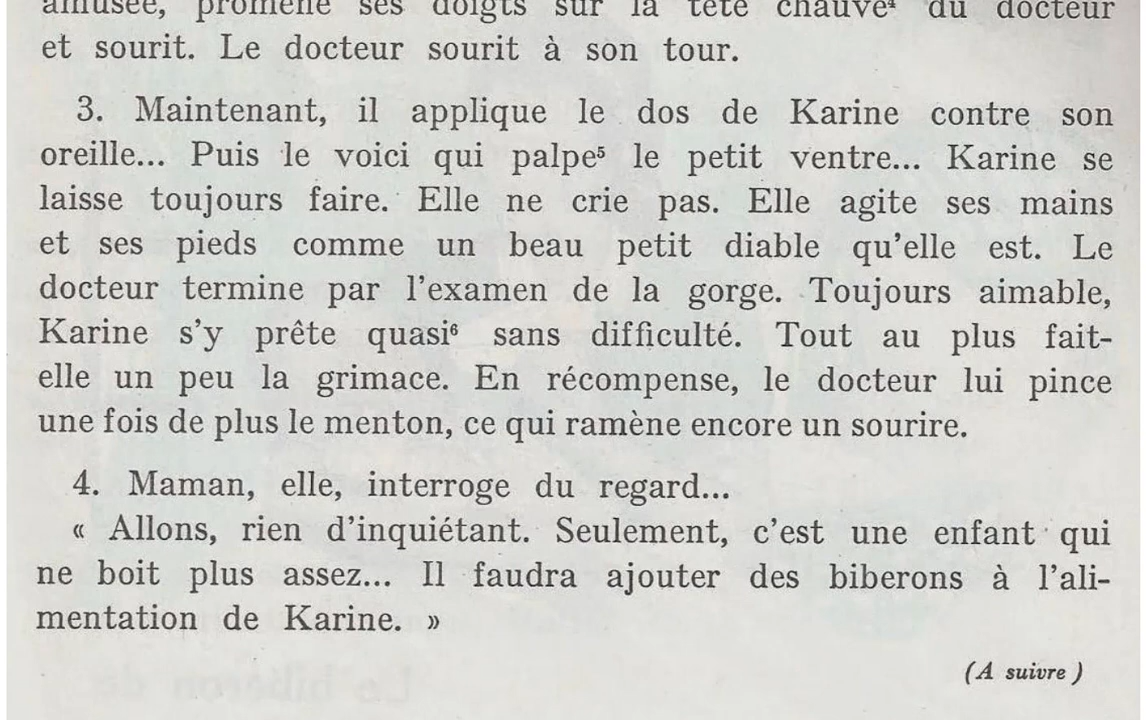 amusée, promène ses doigts sur la tête chauve⁴ du docteur
et sourit. Le docteur sourit à son tour.
3. Maintenant, il applique le dos de Karine contre son
oreille... Puis le voici qui palpe⁵ le petit ventre... Karine se
laisse toujours faire. Elle ne crie pas. Elle agite ses mains
et ses pieds comme un beau petit diable qu'elle est. Le
docteur termine par l'examen de la gorge. Toujours aimable,
Karine s'y prête quasi⁶ sans difficulté. Tout au plus fait-
elle un peu la grimace. En récompense, le docteur lui pince
une fois de plus le menton, ce qui ramène encore un sourire.
4. Maman, elle, interroge du regard...
« Allons, rien d'inquiétant. Seulement, c'est une enfant qui
ne boit plus assez... Il faudra ajouter des biberons à l'ali-
mentation de Karine. »
(A suivre)